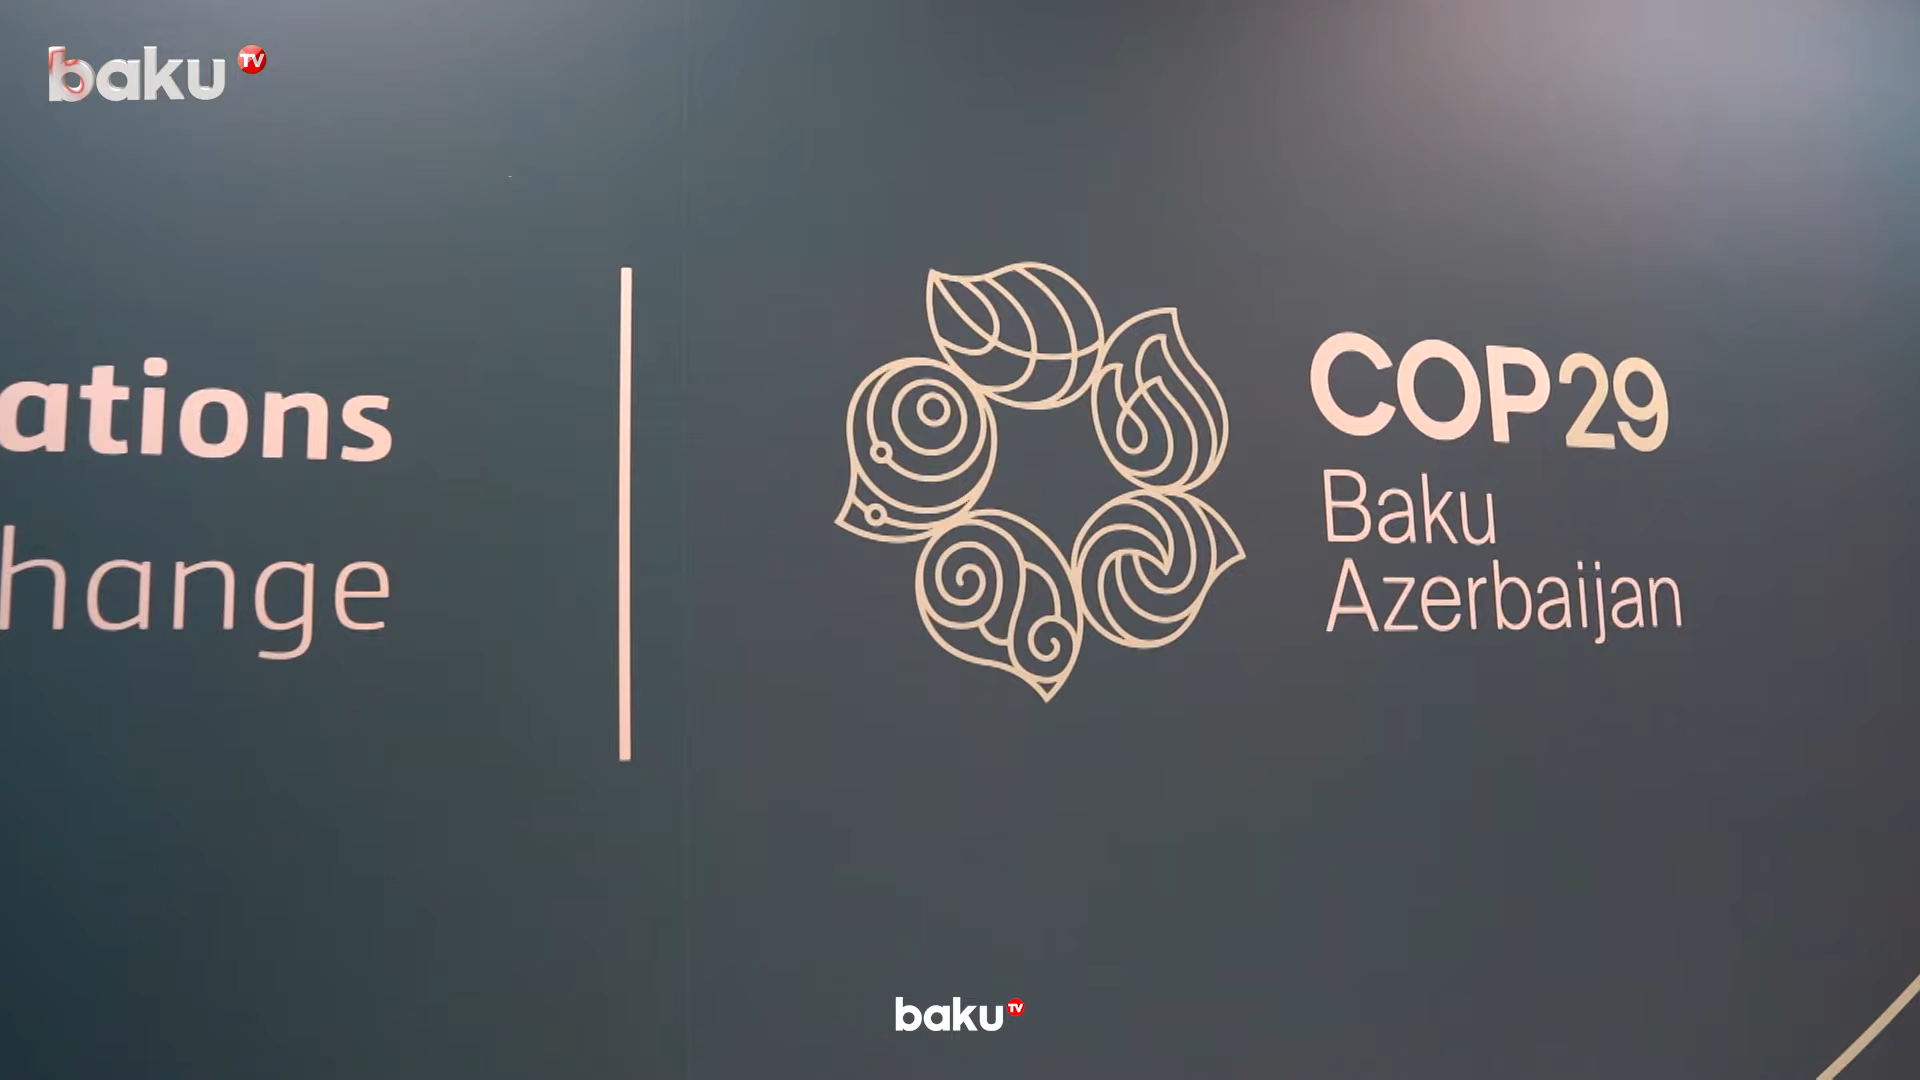 baku TV
ations
hange
COP29
Baku
Azerbaijan
baku TV